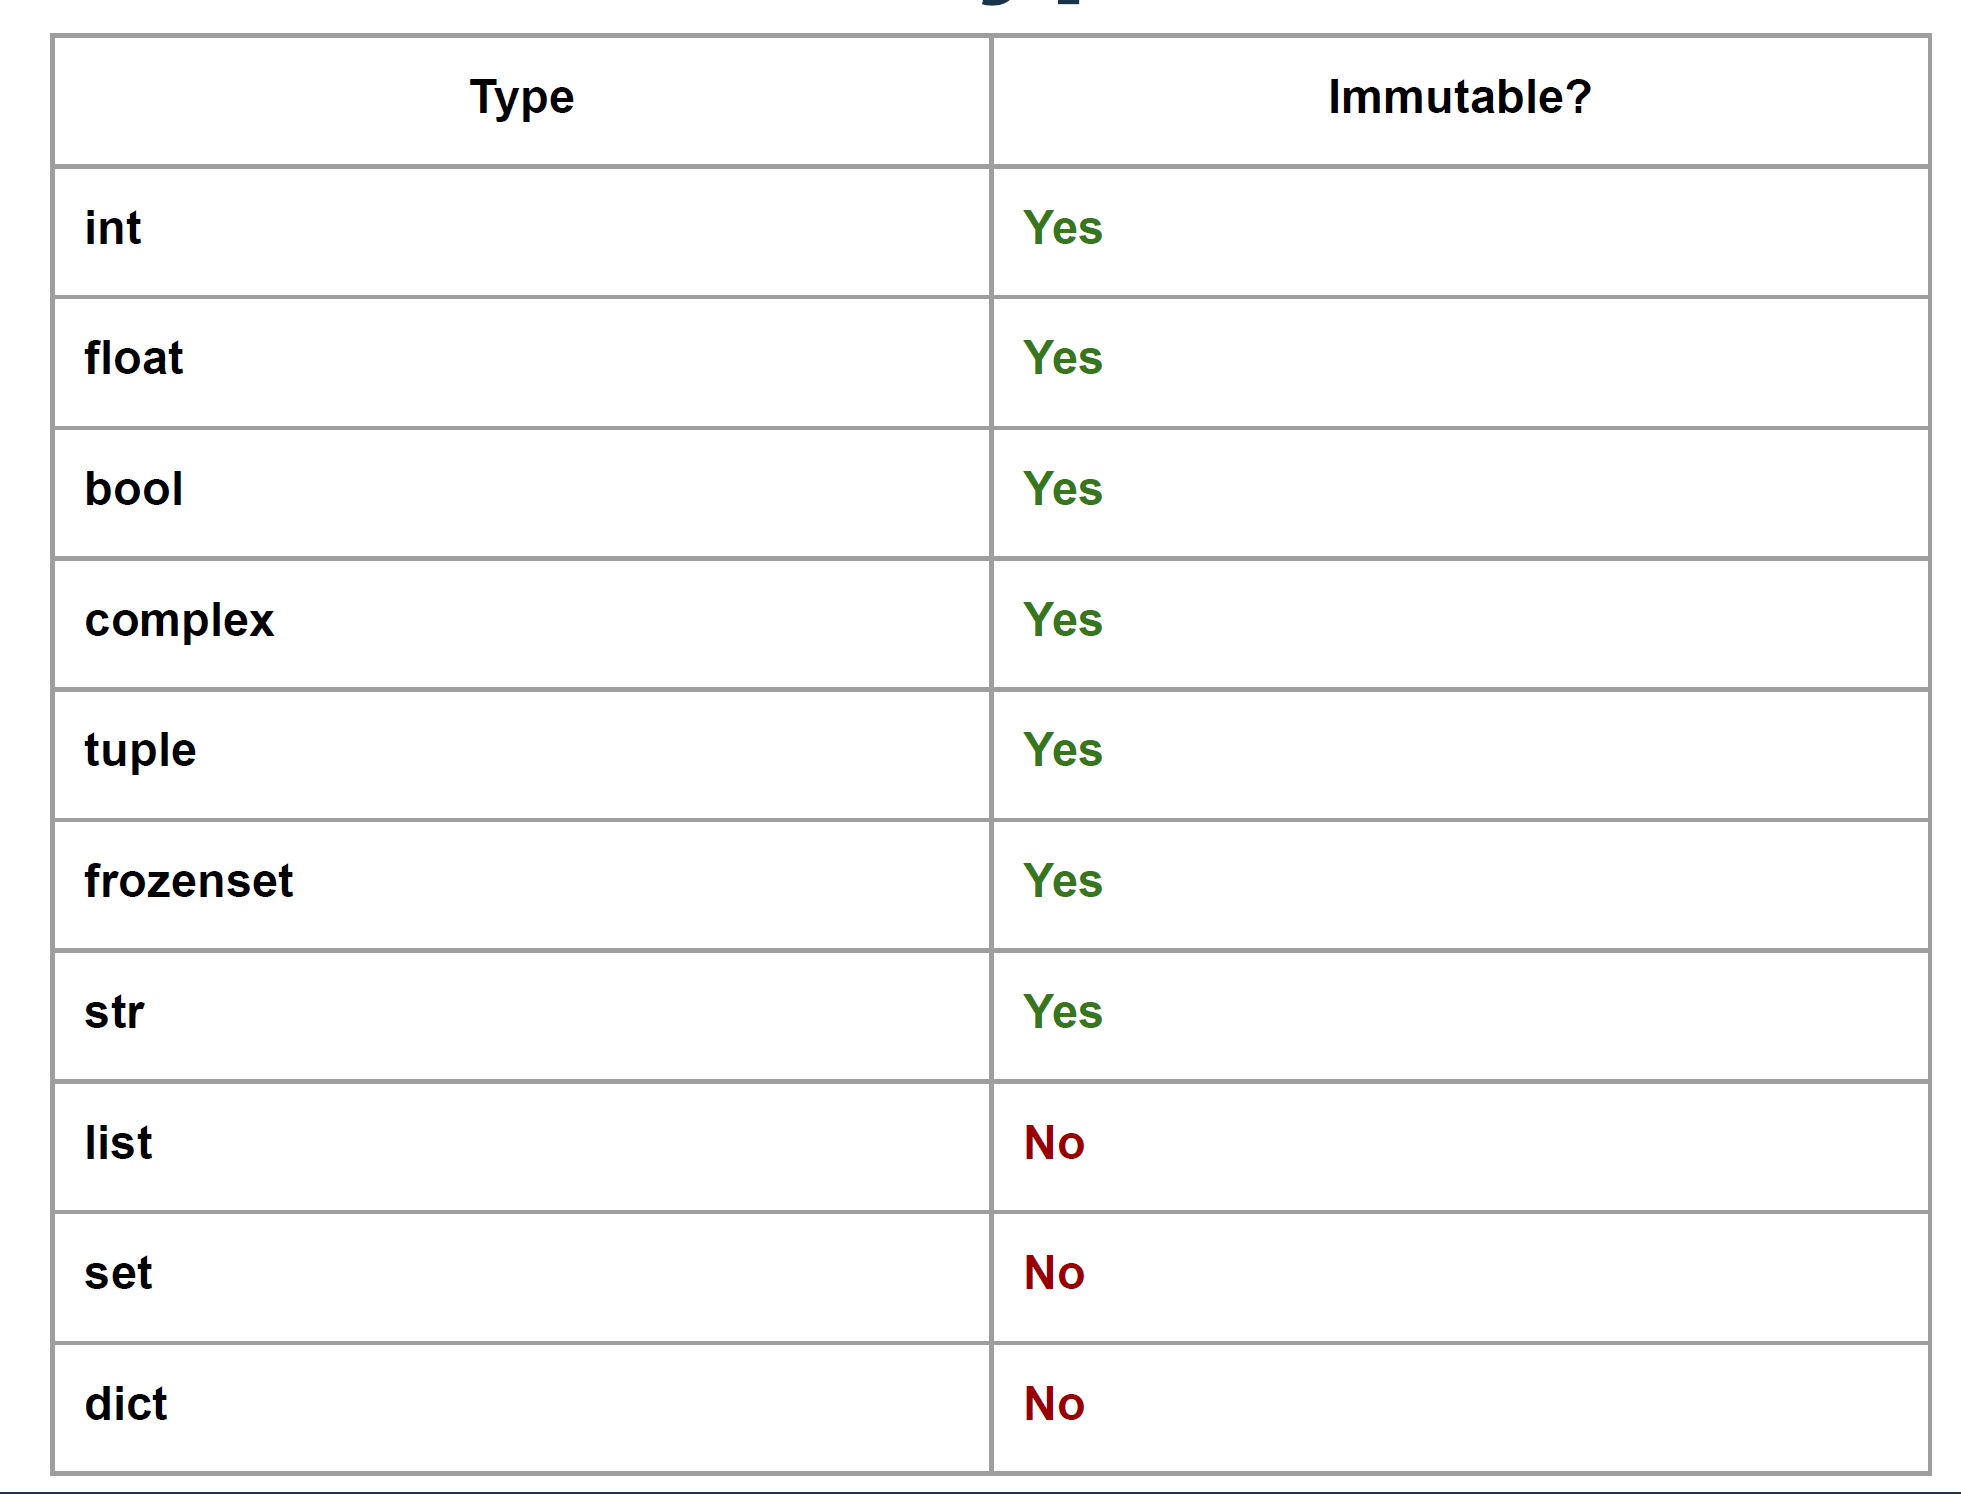 Type Immutable?
int Yes
float Yes
bool Yes
complex Yes
tuple Yes
frozenset Yes
str Yes
list No
set No
dict No